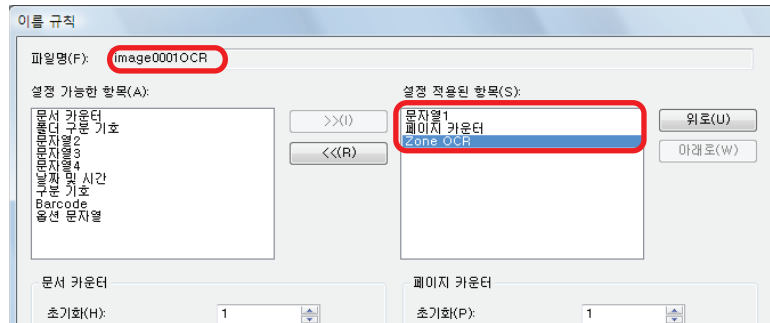 이름 규칙
파일명(F): image0001OCR
설정 가능한 항목(A):
문서 카운터
폴더 구분 기호
문자열2
문자열3
문자열4
날짜 및 시간
구분 기호
Barcode
옵션 문자열
>>(I)
<<(R)
설정 적용된 항목(S):
문자열1
페이지 카운터
Zone OCR
위로(U)
아래로(W)
문서 카운터
초기화(H): 1
페이지 카운터
초기화(P): 1